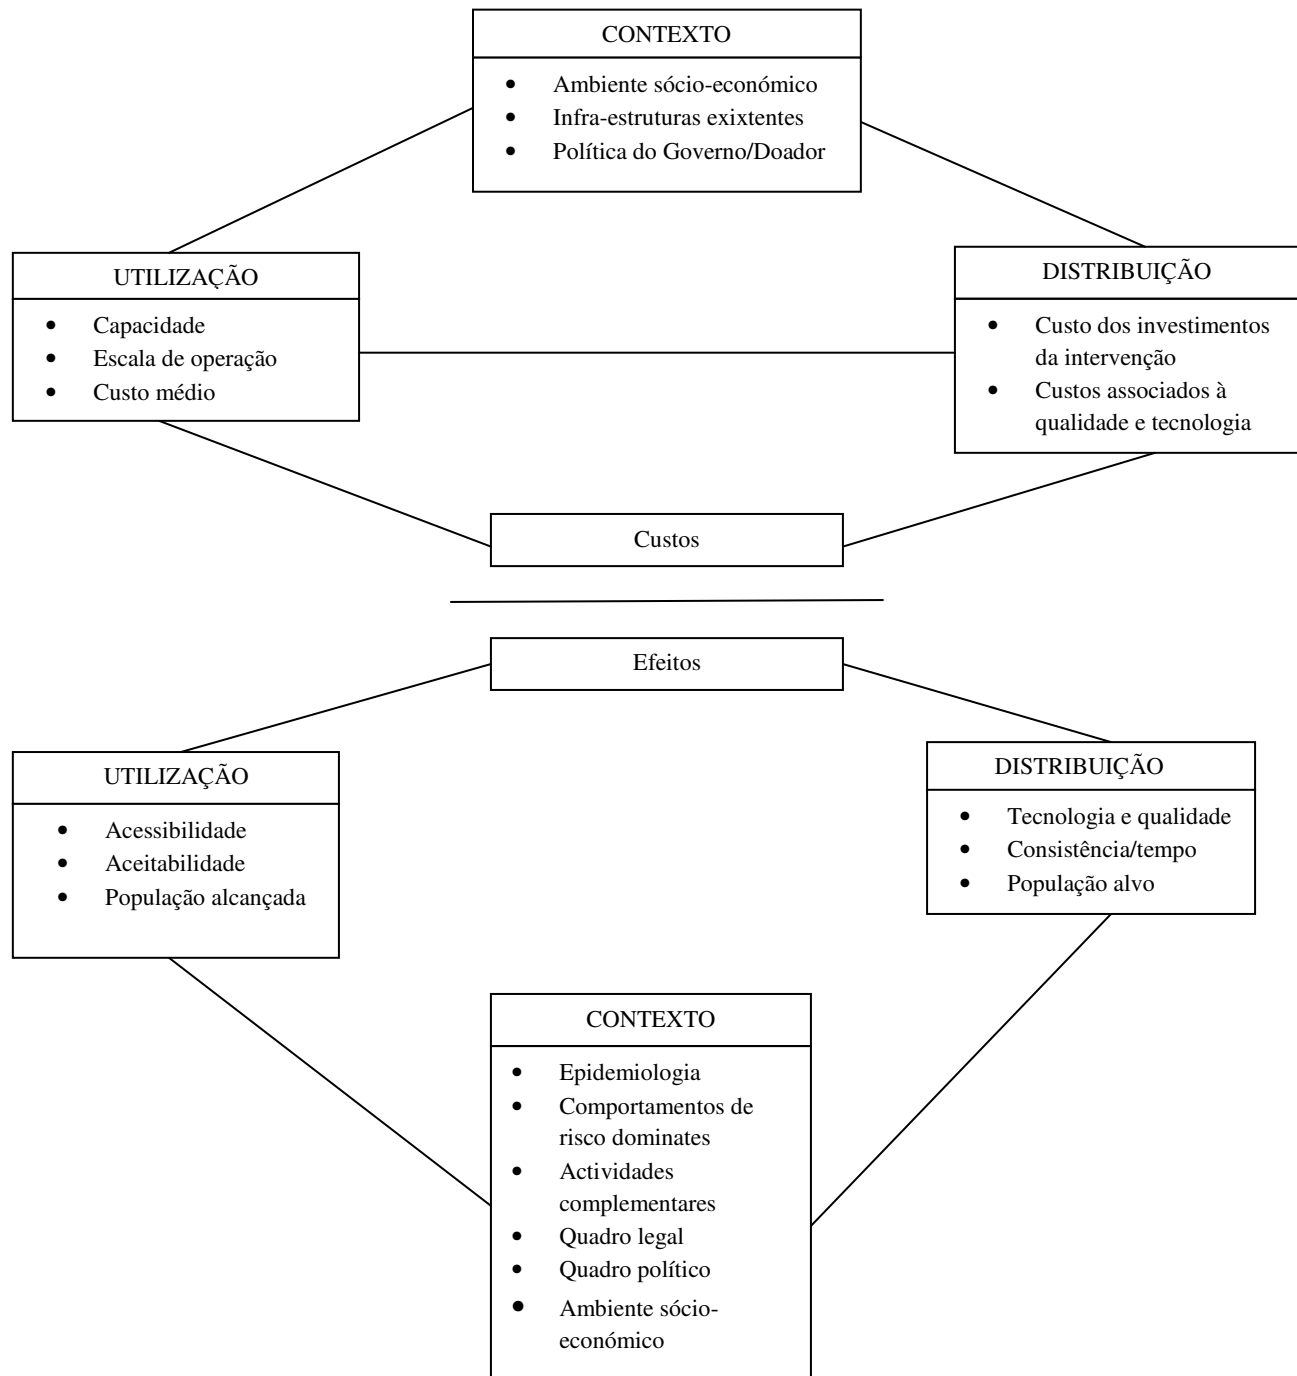 CONTEXTO
• Ambiente sócio-económico
• Infra-estruturas exixtentes
• Política do Governo/Doador
UTILIZAÇÃO
• Capacidade
• Escala de operação
• Custo médio
DISTRIBUIÇÃO
• Custo dos investimentos
da intervenção
• Custos associados à
qualidade e tecnologia
Custos
Efeitos
UTILIZAÇÃO
• Acessibilidade
• Aceitabilidade
• População alcançada
DISTRIBUIÇÃO
• Tecnologia e qualidade
• Consistência/tempo
• População alvo
CONTEXTO
• Epidemiologia
• Comportamentos de
risco dominates
• Actividades
complementares
• Quadro legal
• Quadro político
• Ambiente sócio-
económico